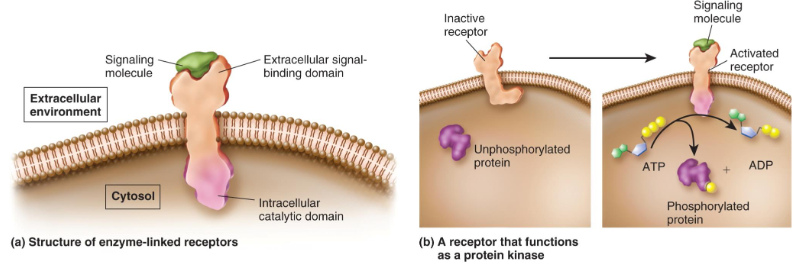 Signaling
molecule
Extracellular signal-
binding domain
Extracellular
environment
Cytosol
Intracellular
catalytic domain
(a) Structure of enzyme-linked receptors
Inactive
receptor
Unphosphorylated
protein
Signaling
molecule
Activated
receptor
ATP
+
ADP
Phosphorylated
protein
(b) A receptor that functions
as a protein kinase